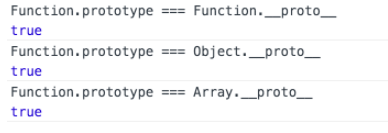 Function.prototype === Function.__proto__
true
Function.prototype === Object.__proto__
true
Function.prototype === Array.__proto__
true